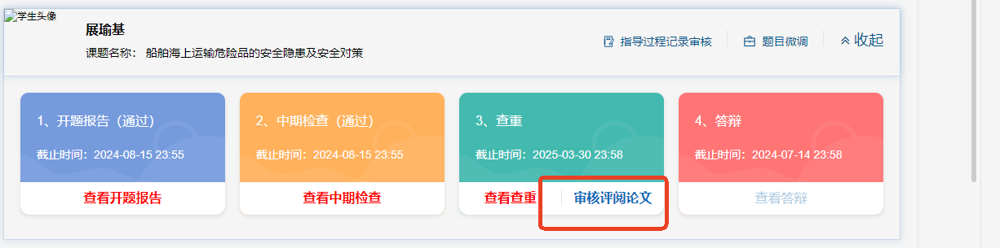 学生头像
展瑜基
课题名称： 船舶海上运输危险品的安全隐患及安全对策
指导过程记录审核 题目微调 收起
1、开题报告（通过）
截止时间：2024-08-15 23:55
查看开题报告
2、中期检查（通过）
截止时间：2024-08-15 23:55
查看中期检查
3、查重
截止时间：2025-03-30 23:58
查看查重 审核评阅论文
4、答辩
截止时间：2024-07-14 23:58
查看答辩